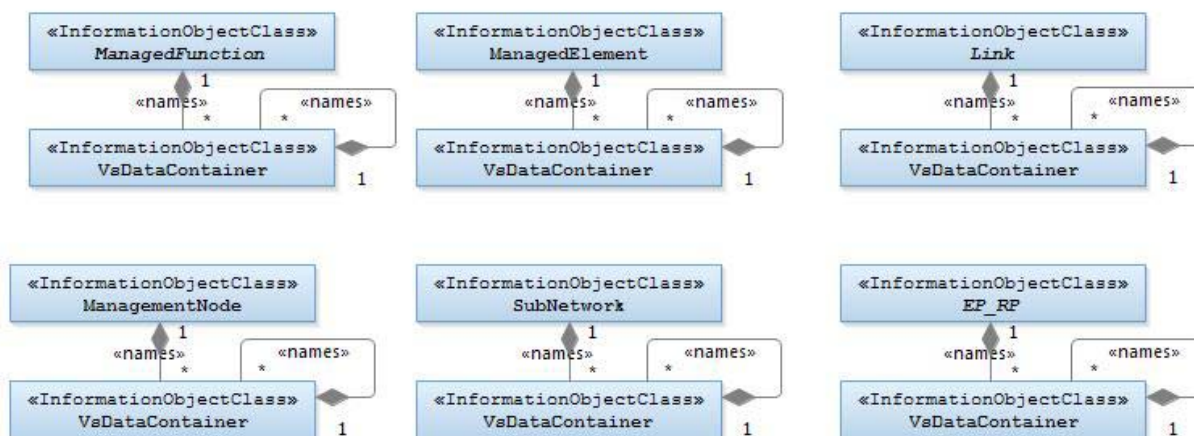 «InformationObjectClass»
ManagedFunction
1
«names»
«names»
*
*
«InformationObjectClass»
VsDataContainer
1
«InformationObjectClass»
ManagedElement
1
«names»
«names»
*
*
«InformationObjectClass»
VsDataContainer
1
«InformationObjectClass»
Link
1
«names»
«names»
*
*
«InformationObjectClass»
VsDataContainer
1
«InformationObjectClass»
ManagementNode
1
«names»
«names»
*
*
«InformationObjectClass»
VsDataContainer
1
«InformationObjectClass»
SubNetwork
1
«names»
«names»
*
*
«InformationObjectClass»
VsDataContainer
1
«InformationObjectClass»
EP_RP
1
«names»
«names»
*
*
«InformationObjectClass»
VsDataContainer
1